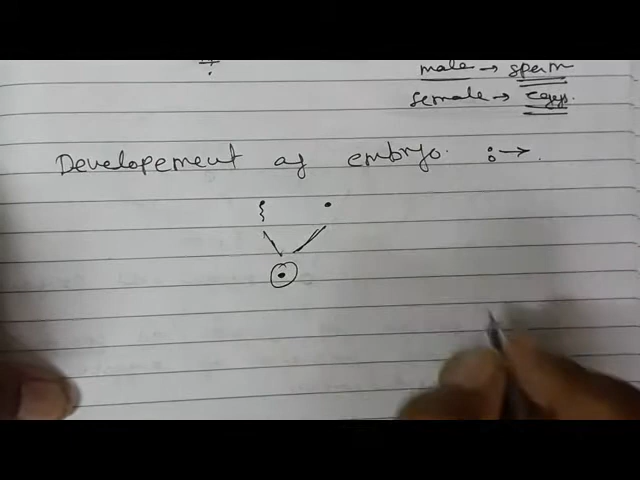 male → sperm
female → eggs.
Developement of embryo. :→.